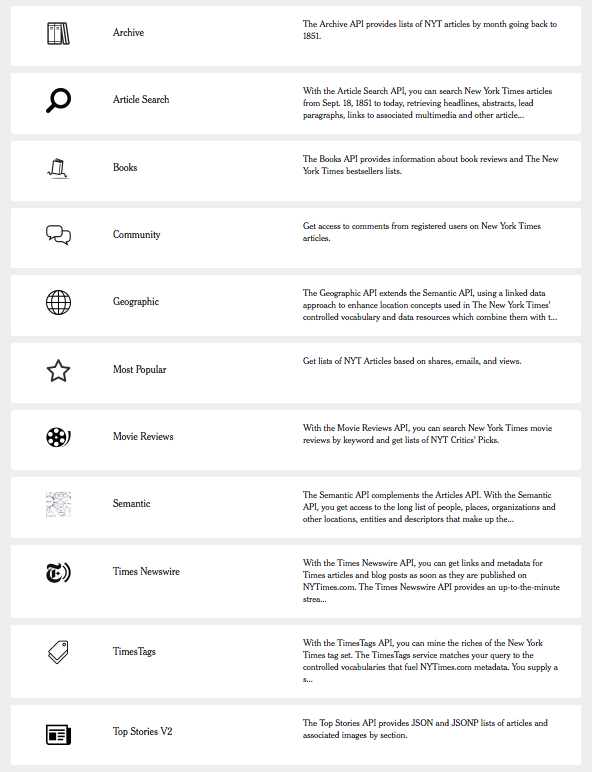 Archive
The Archive API provides lists of NYT articles by month going back to
1851.
Article Search
With the Article Search API, you can search New York Times articles
from Sept. 18, 1851 to today, retrieving headlines, abstracts, lead
paragraphs, links to associated multimedia and other article...
Books
The Books API provides information about book reviews and The New
York Times bestsellers lists.
Community
Get access to comments from registered users on New York Times
articles.
Geographic
The Geographic API extends the Semantic API, using a linked data
approach to enhance location concepts used in The New York Times'
controlled vocabulary and data resources which combine them with t...
Most Popular
Get lists of NYT Articles based on shares, emails, and views.
Movie Reviews
With the Movie Reviews API, you can search New York Times movie
reviews by keyword and get lists of NYT Critics' Picks.
Semantic
The Semantic API complements the Articles API. With the Semantic
API, you get access to the long list of people, places, organizations and
other locations, entities and descriptors that make up the...
Times Newswire
With the Times Newswire API, you can get links and metadata for
Times articles and blog posts as soon as they are published on
NYTimes.com. The Times Newswire API provides an up-to-the-minute
strea...
TimesTags
With the TimesTags API, you can mine the riches of the New York
Times tag set. The TimesTags service matches your query to the
controlled vocabularies that fuel NYTimes.com metadata. You supply a
s...
Top Stories V2
The Top Stories API provides JSON and JSONP lists of articles and
associated images by section.